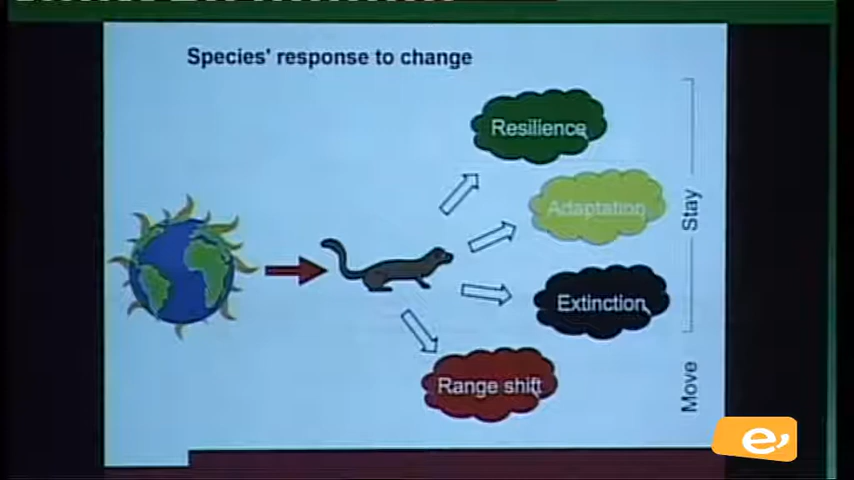 Species' response to change
Resilience
Adaptation
Stay
Extinction
Range shift
Move
e